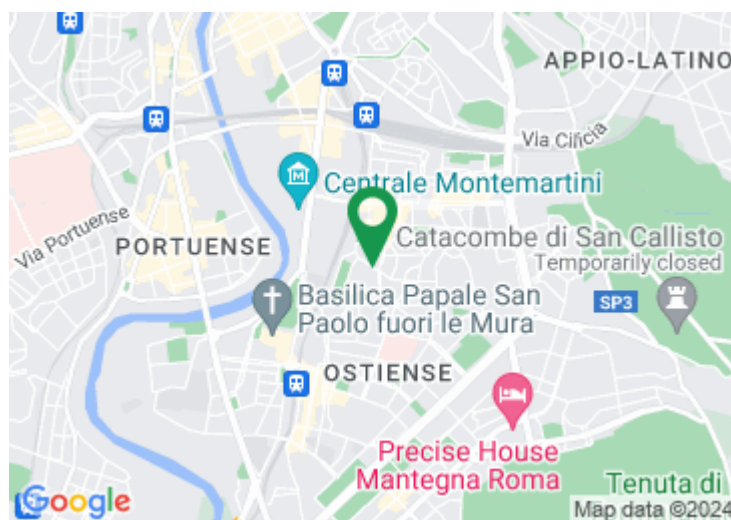 APPIO-LATINO
Via Cilicia
Centrale Montemartini
Via Portuense
PORTUENSE
Catacombe di San Callisto
Temporarily closed
Basilica Papale San
Paolo fuori le Mura
SP3
OSTIENSE
Precise House
Mantegna Roma
Tenuta di
Google
Map data ©2024